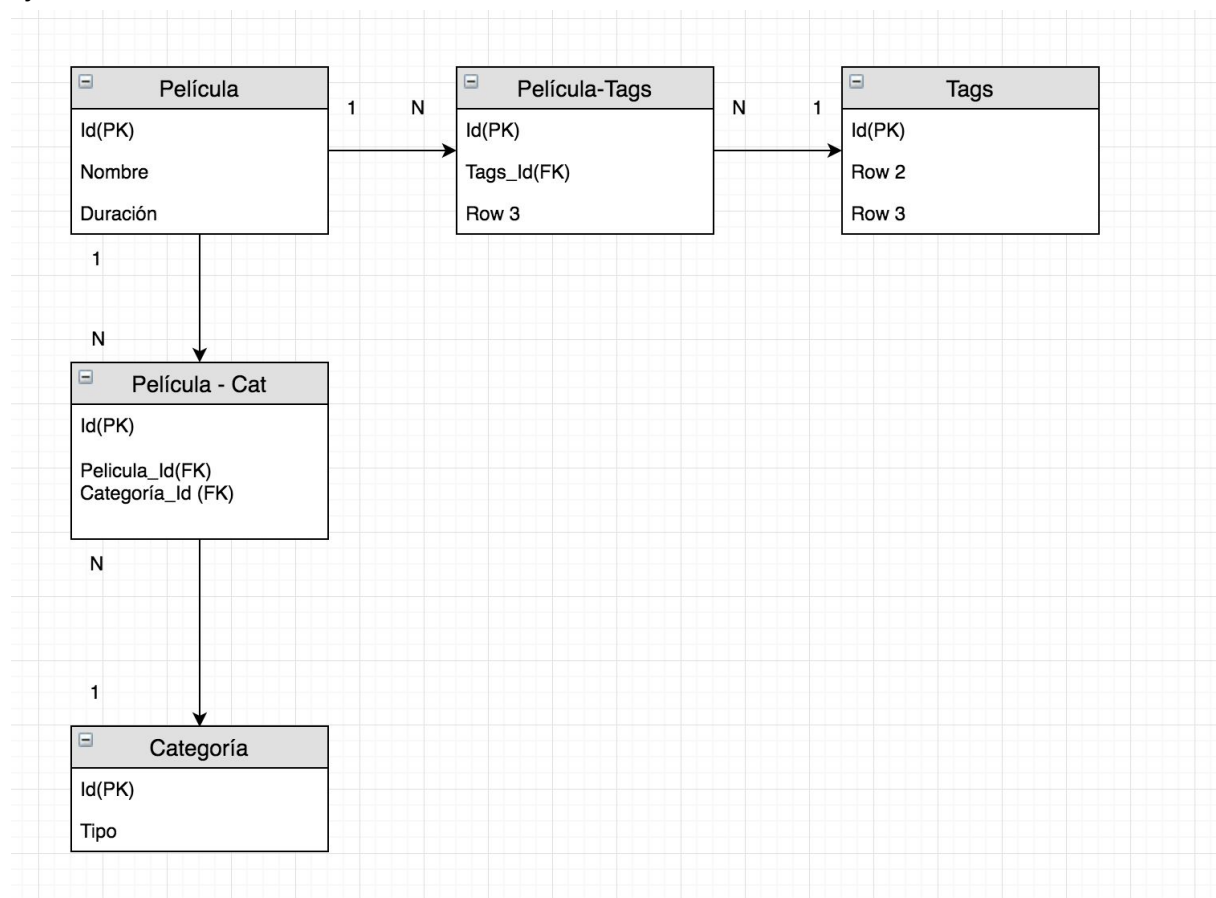 Película
Id(PK)
Nombre
Duración
1 N
Película-Tags
Id(PK)
Tags_Id(FK)
Row 3
N 1
Tags
Id(PK)
Row 2
Row 3
1
N
Película - Cat
Id(PK)
Pelicula_Id(FK)
Categoría_Id (FK)
N
1
Categoría
Id(PK)
Tipo